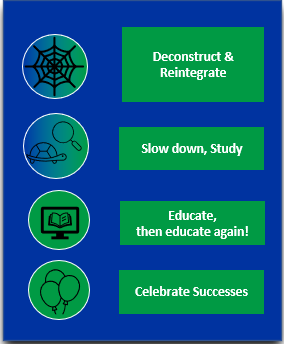 Deconstruct &
Reintegrate
Slow down, Study
Educate,
then educate again!
Celebrate Successes